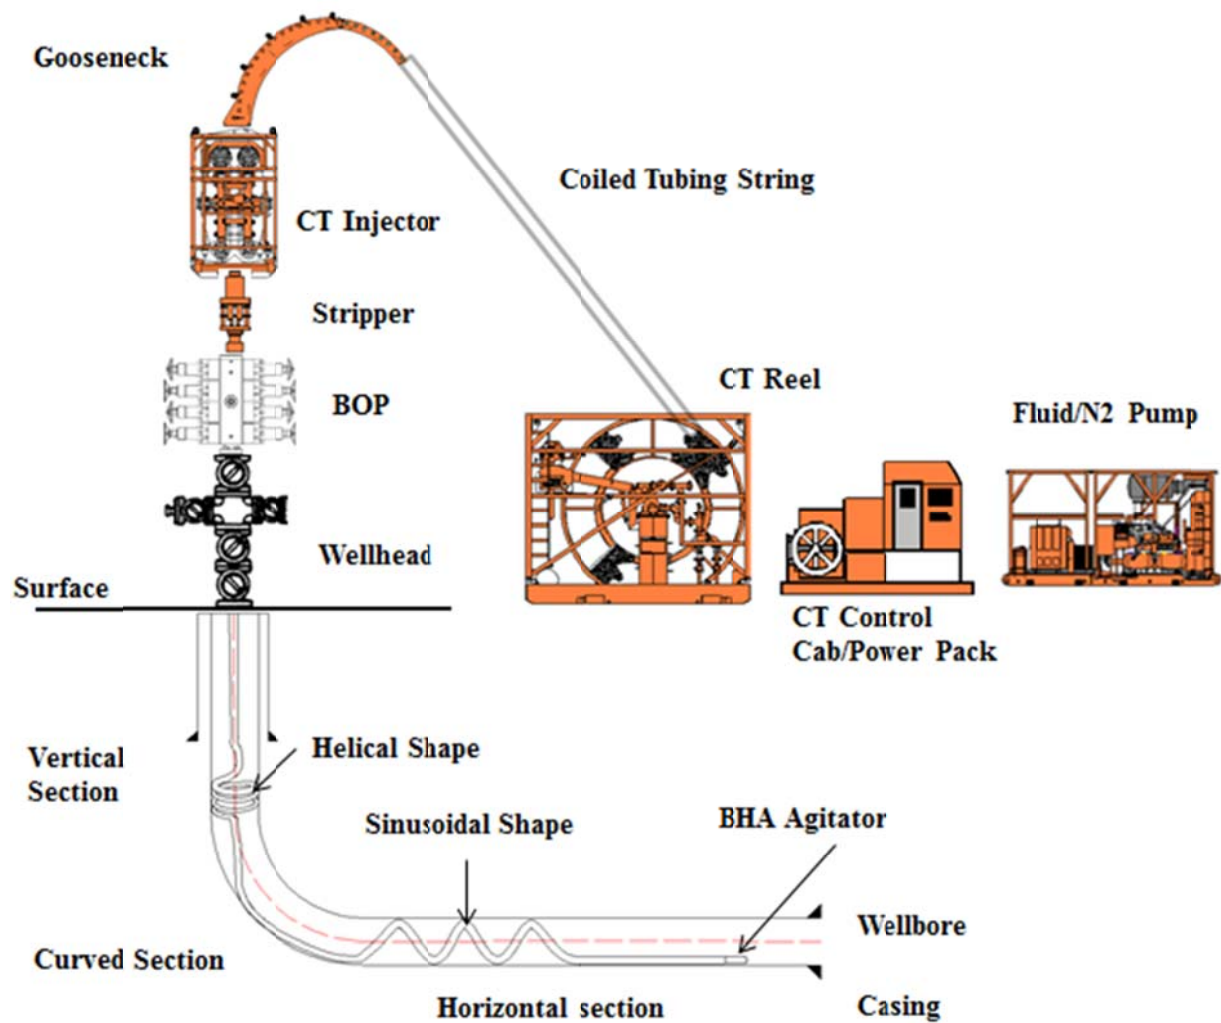 Gooseneck
Coiled Tubing String
CT Injector
Stripper
CT Reel
BOP
Fluid/N2 Pump
Wellhead
Surface
CT Control
Cab/Power Pack
Helical Shape
Vertical
Section
Sinusoidal Shape
BHA Agitator
Wellbore
Curved Section
Horizontal section
Casing